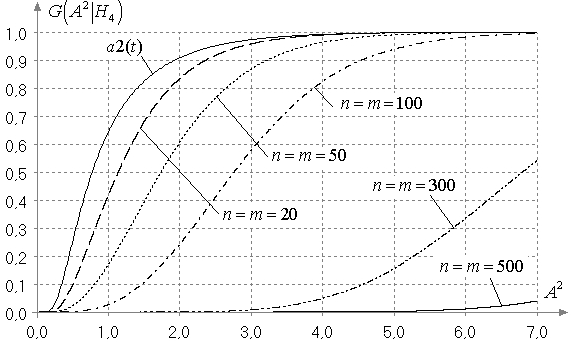 G(A²|H₄)
1,0
a2(t)
0,9
0,8
n = m = 100
0,7
0,6
n = m = 50
0,5
n = m = 300
0,4
n = m = 20
0,3
0,2
n = m = 500
0,1
A²
0,0
0,0 1,0 2,0 3,0 4,0 5,0 6,0 7,0